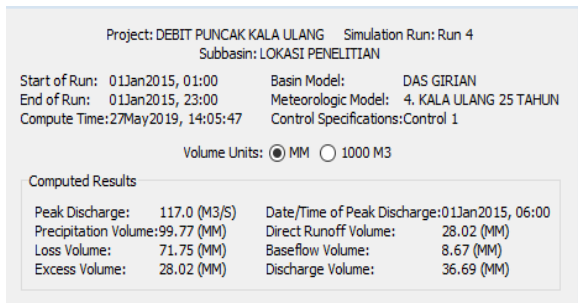 Project: DEBIT PUNCAK KALA ULANG Simulation Run: Run 4
Subbasin: LOKASI PENELITIAN
Start of Run: 01Jan2015, 01:00 Basin Model: DAS GIRIAN
End of Run: 01Jan2015, 23:00 Meteorologic Model: 4. KALA ULANG 25 TAHUN
Compute Time:27May2019, 14:05:47 Control Specifications:Control 1
Volume Units: MM 1000 M3
Computed Results
Peak Discharge: 117.0 (M3/S) Date/Time of Peak Discharge:01Jan2015, 06:00
Precipitation Volume:99.77 (MM) Direct Runoff Volume: 28.02 (MM)
Loss Volume: 71.75 (MM) Baseflow Volume: 8.67 (MM)
Excess Volume: 28.02 (MM) Discharge Volume: 36.69 (MM)